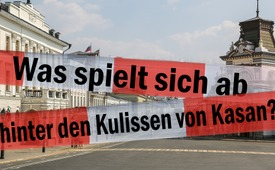 Was spielt sich ab
hinter den Kulissen von Kasan?